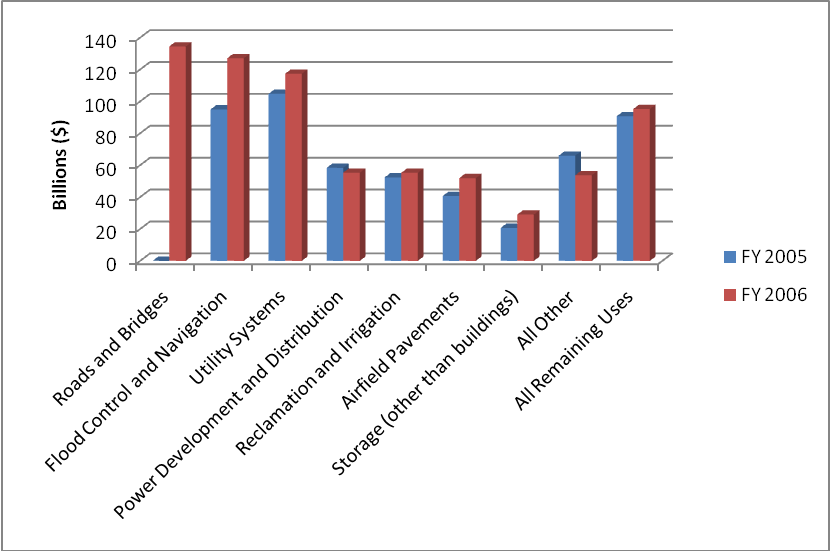 140
120
100
80
60
40
20
0
Billions ($)
Roads and Bridges
Flood Control and Navigation
Utility Systems
Power Development and Distribution
Reclamation and Irrigation
Airfield Pavements
Storage (other than buildings)
All Other
All Remaining Uses
FY 2005
FY 2006